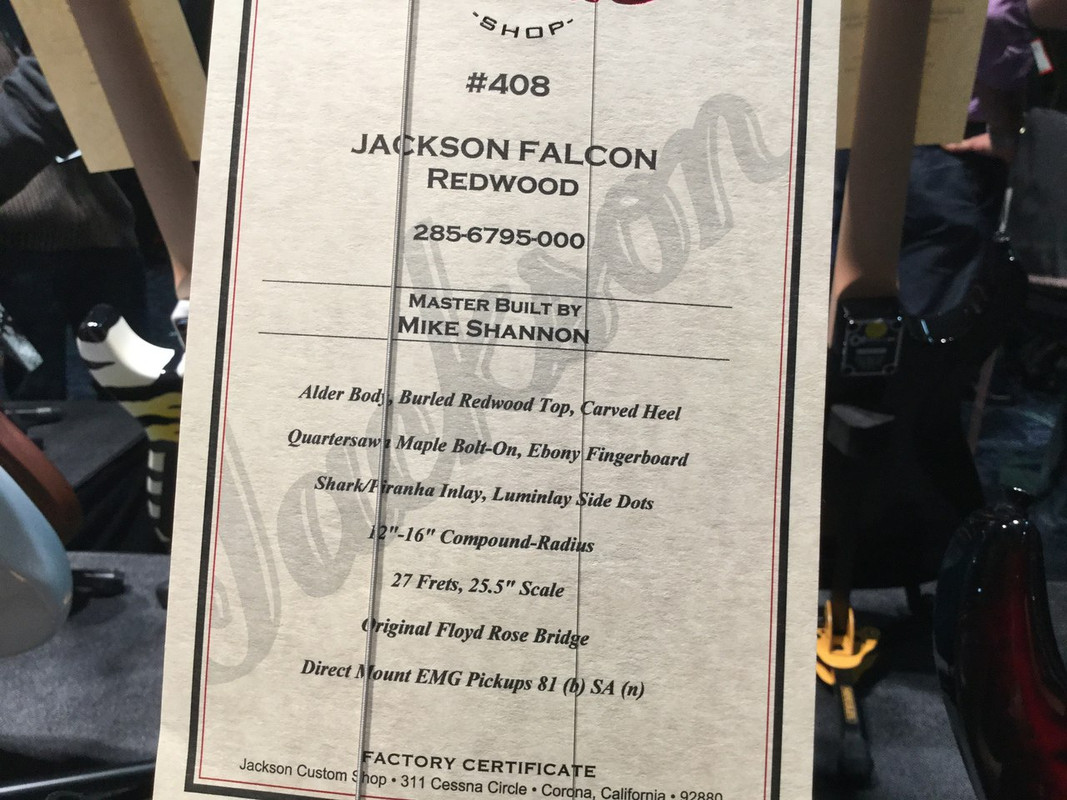 -SHOP-
#408
JACKSON FALCON
REDWOOD
285-6795-000
MASTER BUILT BY
MIKE SHANNON
Alder Body, Burled Redwood Top, Carved Heel
Quartersawn Maple Bolt-On, Ebony Fingerboard
Shark/Piranha Inlay, Luminlay Side Dots
12"-16" Compound-Radius
27 Frets, 25.5" Scale
Original Floyd Rose Bridge
Direct Mount EMG Pickups 81 (b) SA (n)
Jackson
FACTORY CERTIFICATE
Jackson Custom Shop • 311 Cessna Circle • Corona, California • 92880